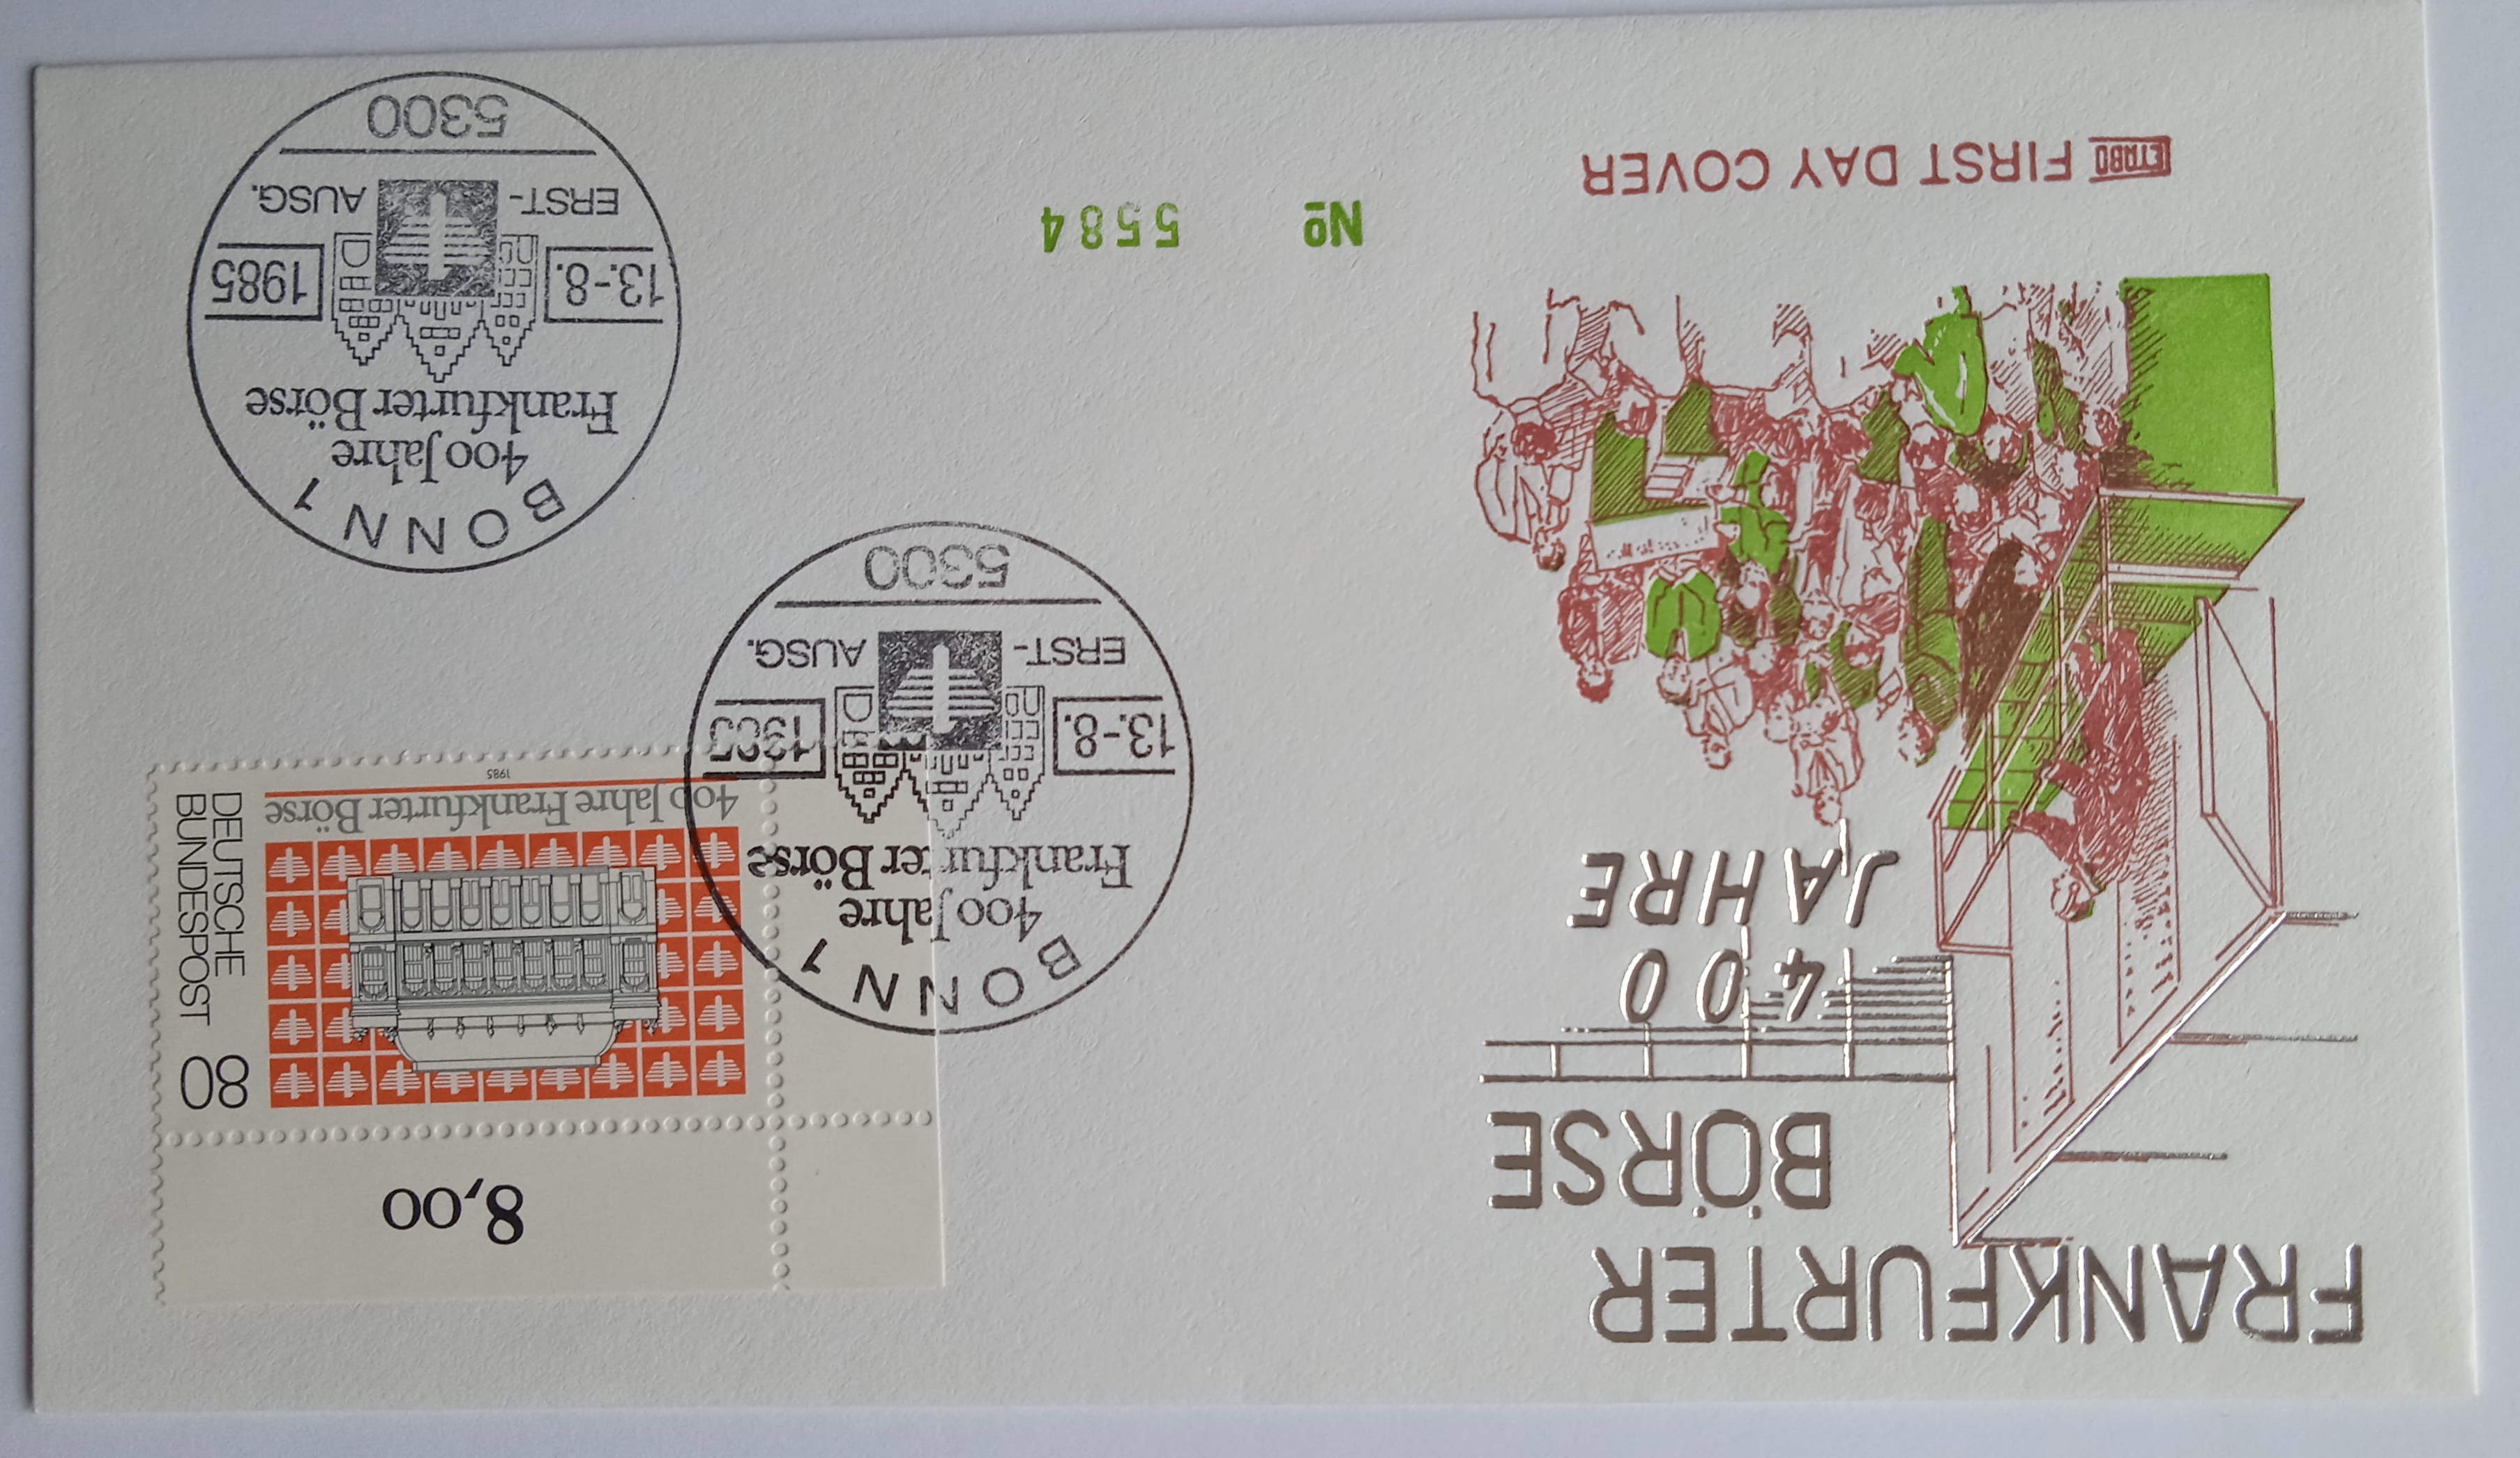 FRANKFURTER
BÖRSE
400
JAHRE
ETABO FIRST DAY COVER
Nº 5584
8,00
80
DEUTSCHE
BUNDESPOST
400 Jahre Frankfurter Börse
1985
BONN 1
400 Jahre
Frankfurter Börse
13.-8. 1985
ERST- AUSG.
5300
BONN 1
400 Jahre
Frankfurter Börse
13.-8. 1985
ERST- AUSG.
5300